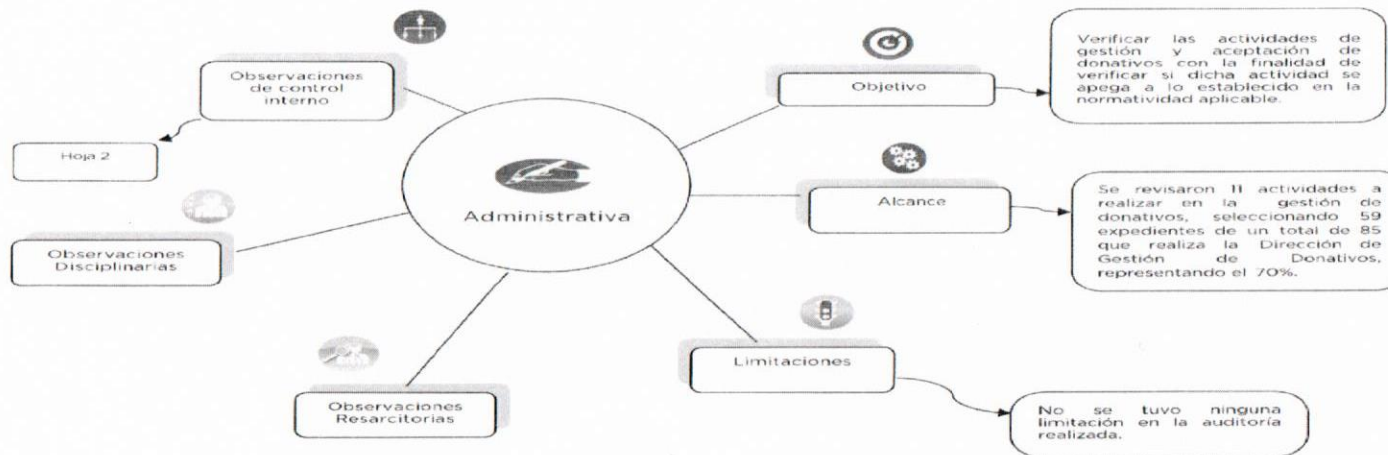 Observaciones
de control
interno
Hoja 2
Observaciones
Disciplinarias
Observaciones
Resarcitorias
Administrativa
Objetivo
Verificar las actividades de
gestión y aceptación de
donativos con la finalidad de
verificar si dicha actividad se
apega a lo establecido en la
normatividad aplicable.
Alcance
Se revisaron 11 actividades a
realizar en la gestión de
donativos, seleccionando 59
expedientes de un total de 85
que realiza la Dirección de
Gestión de Donativos,
representando el 70%.
Limitaciones
No se tuvo ninguna
limitación en la auditoría
realizada.